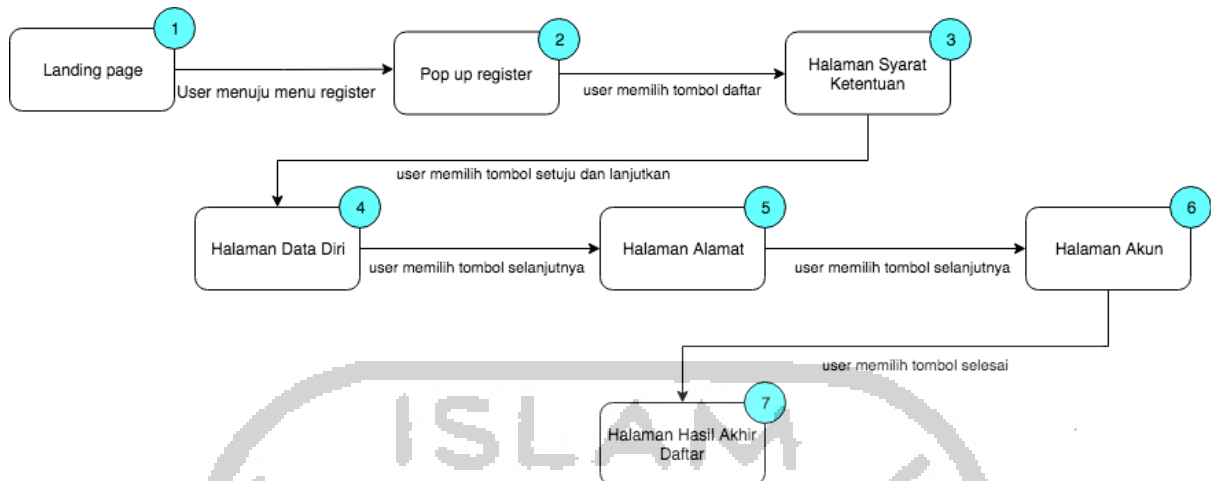 1
Landing page
User menuju menu register
2
Pop up register
user memilih tombol daftar
3
Halaman Syarat
Ketentuan
user memilih tombol setuju dan lanjutkan
4
Halaman Data Diri
user memilih tombol selanjutnya
5
Halaman Alamat
user memilih tombol selanjutnya
6
Halaman Akun
user memilih tombol selesai
7
Halaman Hasil Akhir
Daftar
ISLAM